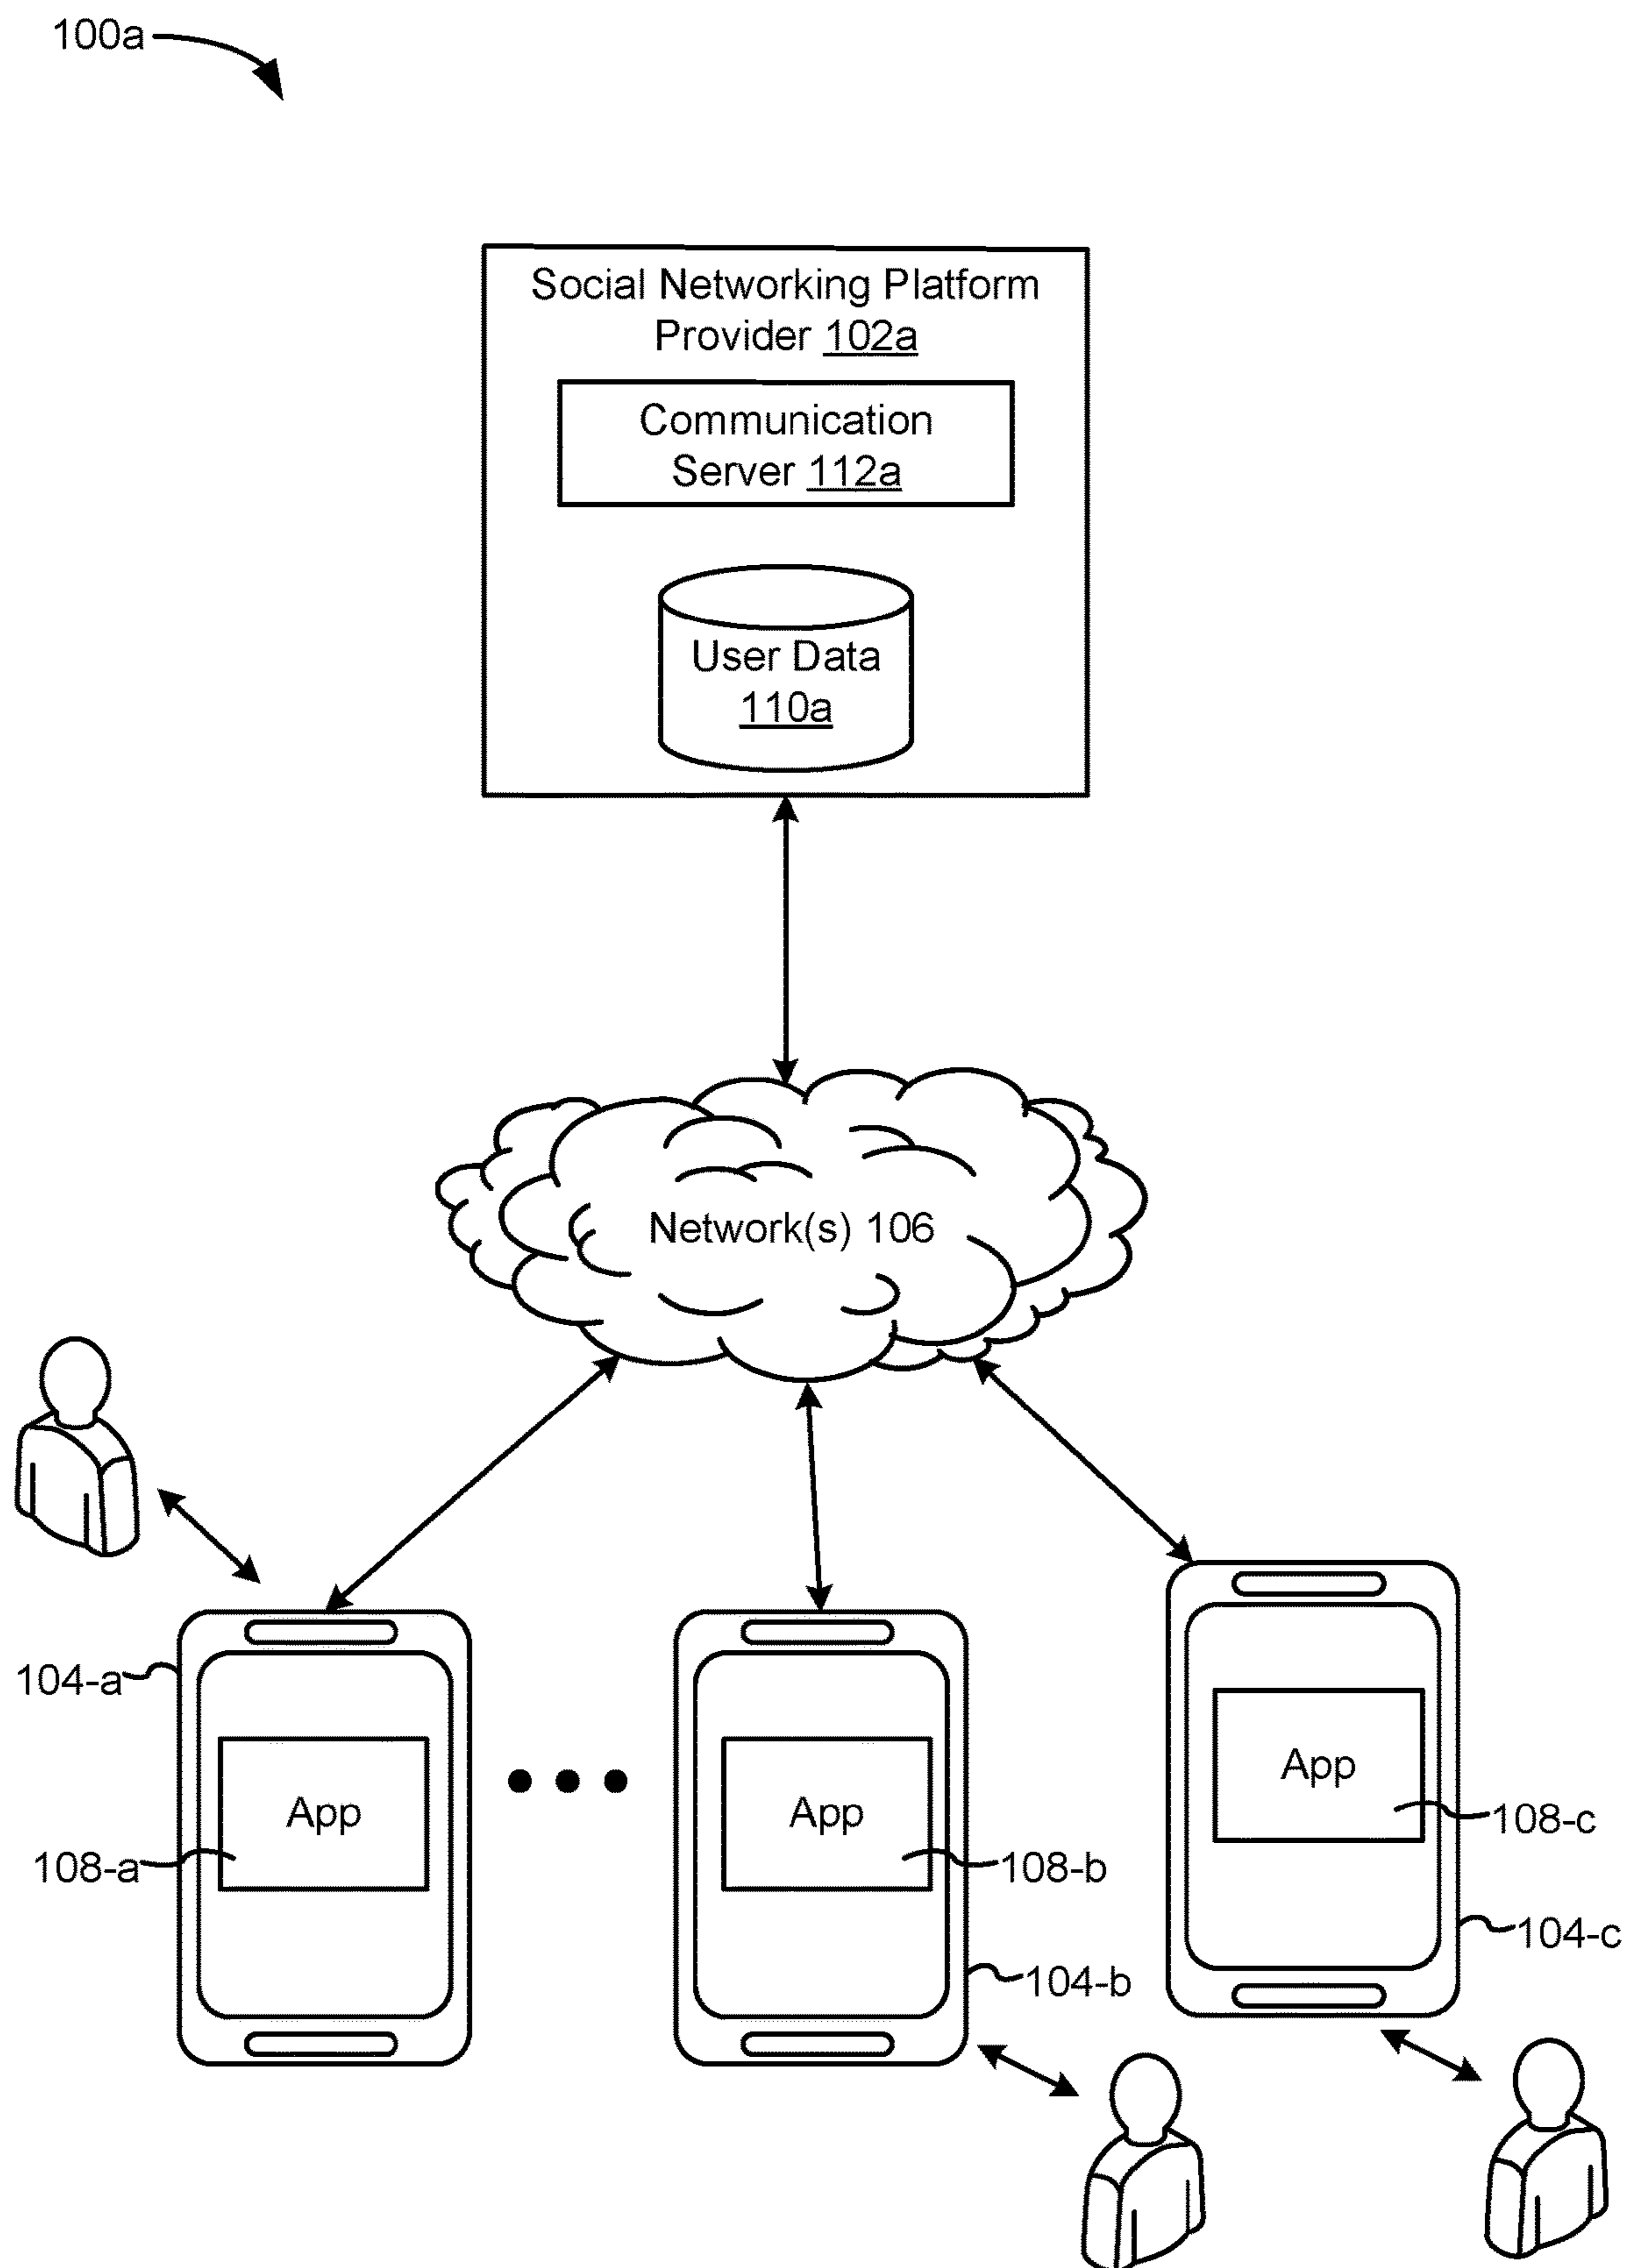 100a
Social Networking Platform
Provider 102a
Communication
Server 112a
User Data
110a
Network(s) 106
104-a
App
108-a
App
108-b
104-b
App
108-c
104-c